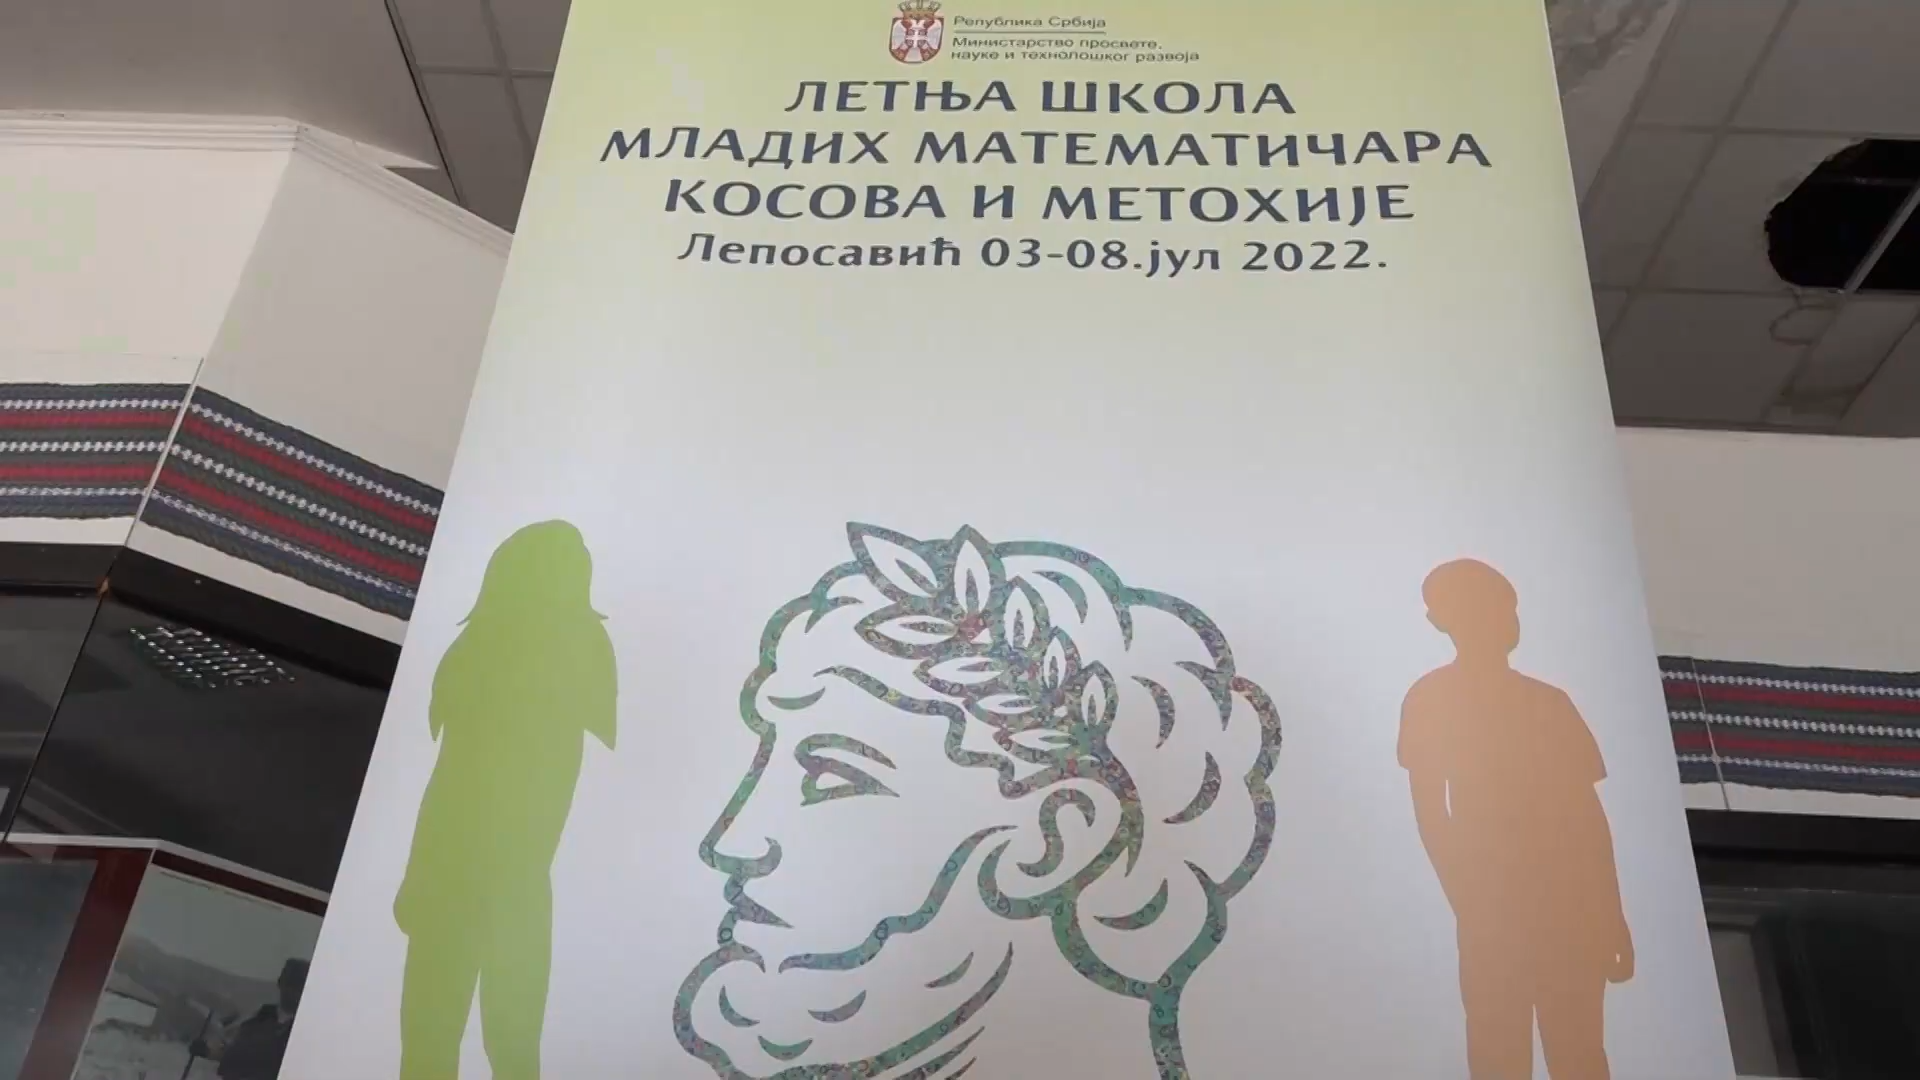 Република Србија
Министарство просвете,
науке и технолошког развоја
ЛЕТЊА ШКОЛА
МЛАДИХ МАТЕМАТИЧАРА
КОСОВА И МЕТОХИЈЕ
Лепосавић 03-08.јул 2022.